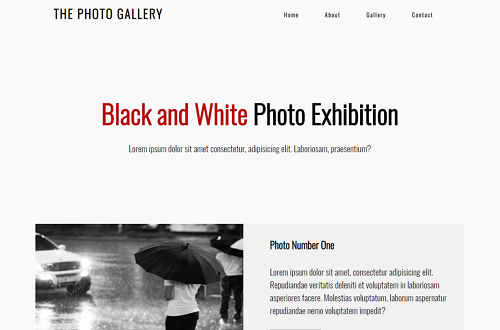 THE PHOTO GALLERY
Home About Gallery Contact
Black and White Photo Exhibition
Lorem ipsum dolor sit amet consectetur, adipisicing elit. Laboriosam, praesentium?
Photo Number One
Lorem ipsum dolor sit amet, consectetur adipisicing elit.
Repudiandae veritatis deleniti et voluptatem in laboriosam
asperiores facere. Molestias voluptatum, laborum aspernatur
repudiandae nemo voluptatem impedit?